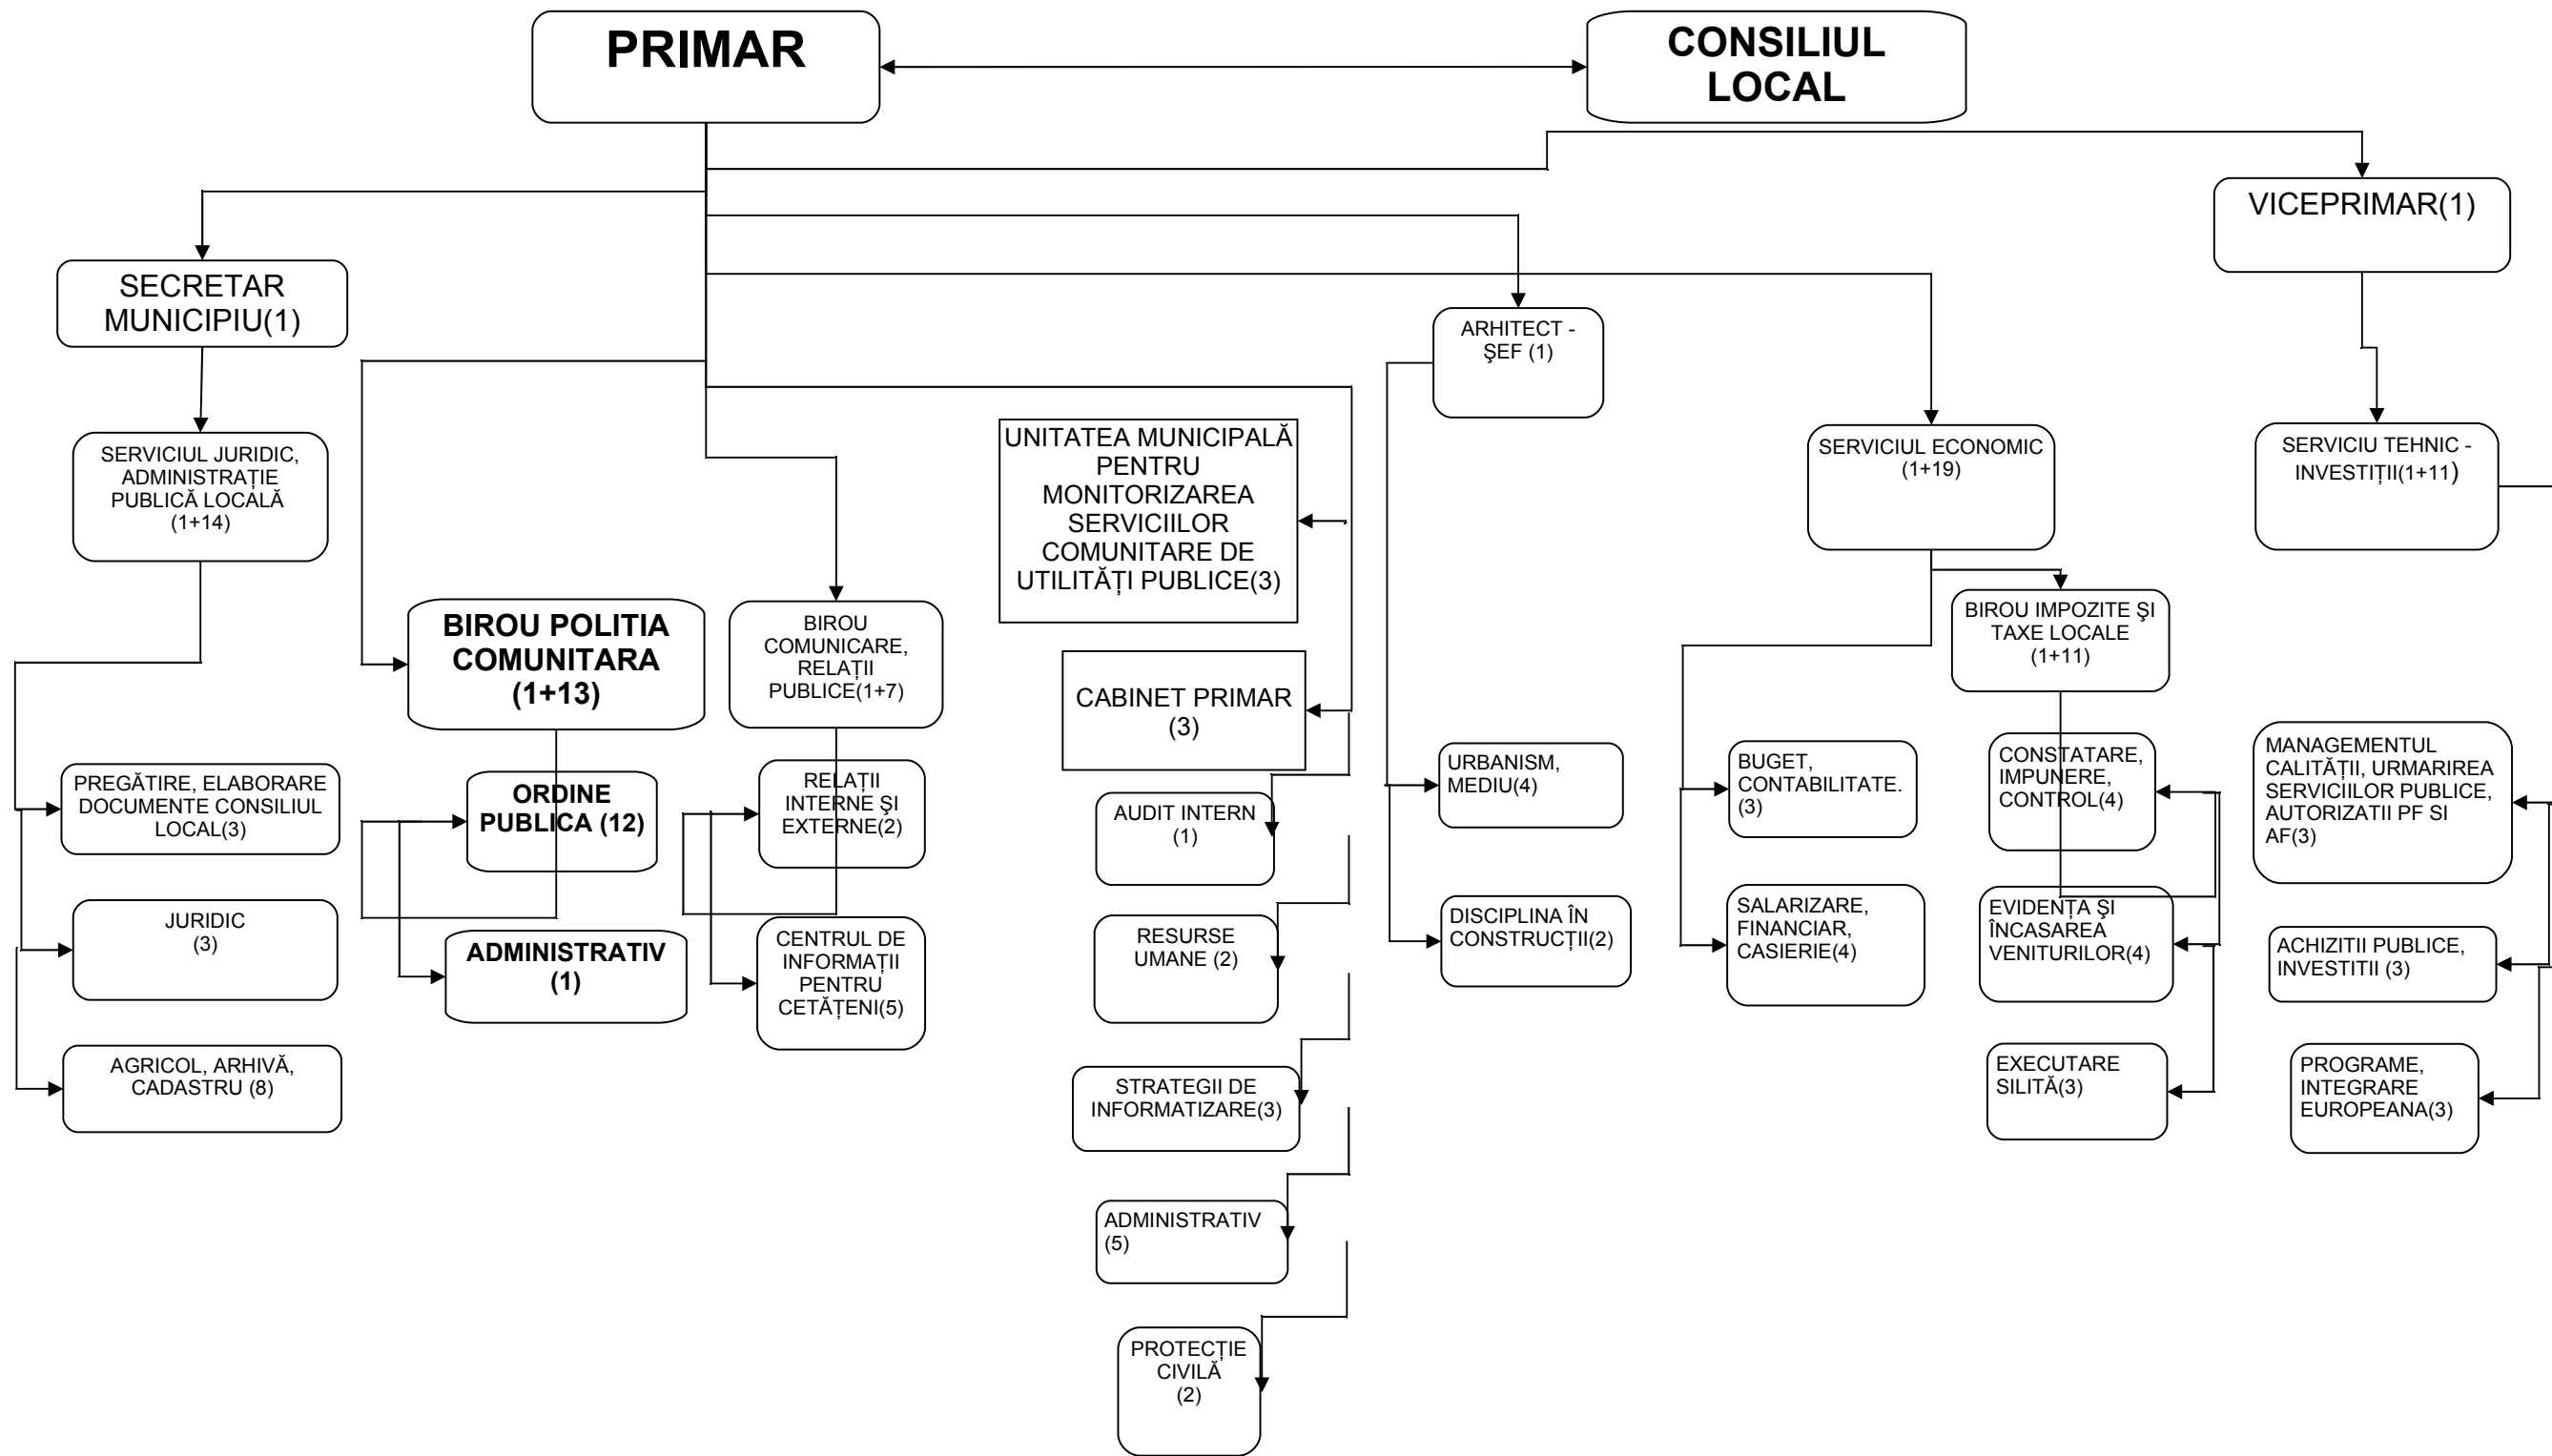 PRIMAR
CONSILIUL
LOCAL
VICEPRIMAR(1)
SECRETAR
MUNICIPIU(1)
ARHITECT -
ŞEF (1)
SERVICIUL JURIDIC,
ADMINISTRAȚIE
PUBLICĂ LOCALĂ
(1+14)
UNITATEA MUNICIPALĂ
PENTRU
MONITORIZAREA
SERVICIILOR
COMUNITARE DE
UTILITĂȚI PUBLICE(3)
SERVICIUL ECONOMIC
(1+19)
SERVICIU TEHNIC -
INVESTIȚII(1+11)
BIROU POLITIA
COMUNITARA
(1+13)
BIROU
COMUNICARE,
RELAȚII
PUBLICE(1+7)
CABINET PRIMAR
(3)
BIROU IMPOZITE ŞI
TAXE LOCALE
(1+11)
PREGĂTIRE, ELABORARE
DOCUMENTE CONSILIUL
LOCAL(3)
ORDINE
PUBLICA (12)
RELAȚII
INTERNE ŞI
EXTERNE(2)
AUDIT INTERN
(1)
URBANISM,
MEDIU(4)
BUGET,
CONTABILITATE.
(3)
CONSTATARE,
IMPUNERE,
CONTROL(4)
MANAGEMENTUL
CALITĂȚII, URMARIREA
SERVICIILOR PUBLICE,
AUTORIZATII PF SI
AF(3)
JURIDIC
(3)
ADMINISTRATIV
(1)
CENTRUL DE
INFORMAȚII
PENTRU
CETĂȚENI(5)
RESURSE
UMANE (2)
DISCIPLINA ÎN
CONSTRUCȚII(2)
SALARIZARE,
FINANCIAR,
CASIERIE(4)
EVIDENȚA ŞI
ÎNCASAREA
VENITURILOR(4)
ACHIZITII PUBLICE,
INVESTITII (3)
AGRICOL, ARHIVĂ,
CADASTRU (8)
STRATEGII DE
INFORMATIZARE(3)
EXECUTARE
SILITĂ(3)
PROGRAME,
INTEGRARE
EUROPEANA(3)
ADMINISTRATIV
(5)
PROTECȚIE
CIVILĂ
(2)